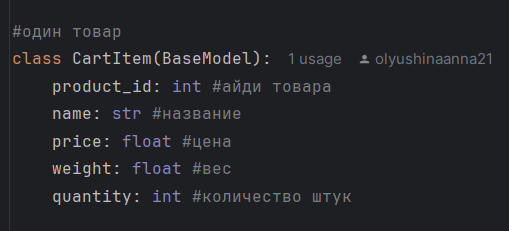 #один товар
class CartItem(BaseModel): 1 usage olyushinaanna21
product_id: int #айди товара
name: str #название
price: float #цена
weight: float #вес
quantity: int #количество штук